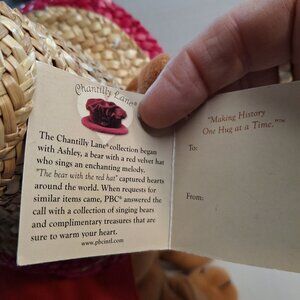 Chantilly Lane®
The Chantilly Lane® collection began
with Ashley, a bear with a red velvet hat
who sings an enchanting melody.
"The bear with the red hat" captured hearts
around the world. When requests for
similar items came, PBC® answered the
call with a collection of singing bears
and complimentary treasures that are
sure to warm your heart.
www.pbcintl.com
"Making History
One Hug at a Time."™
To:
From: